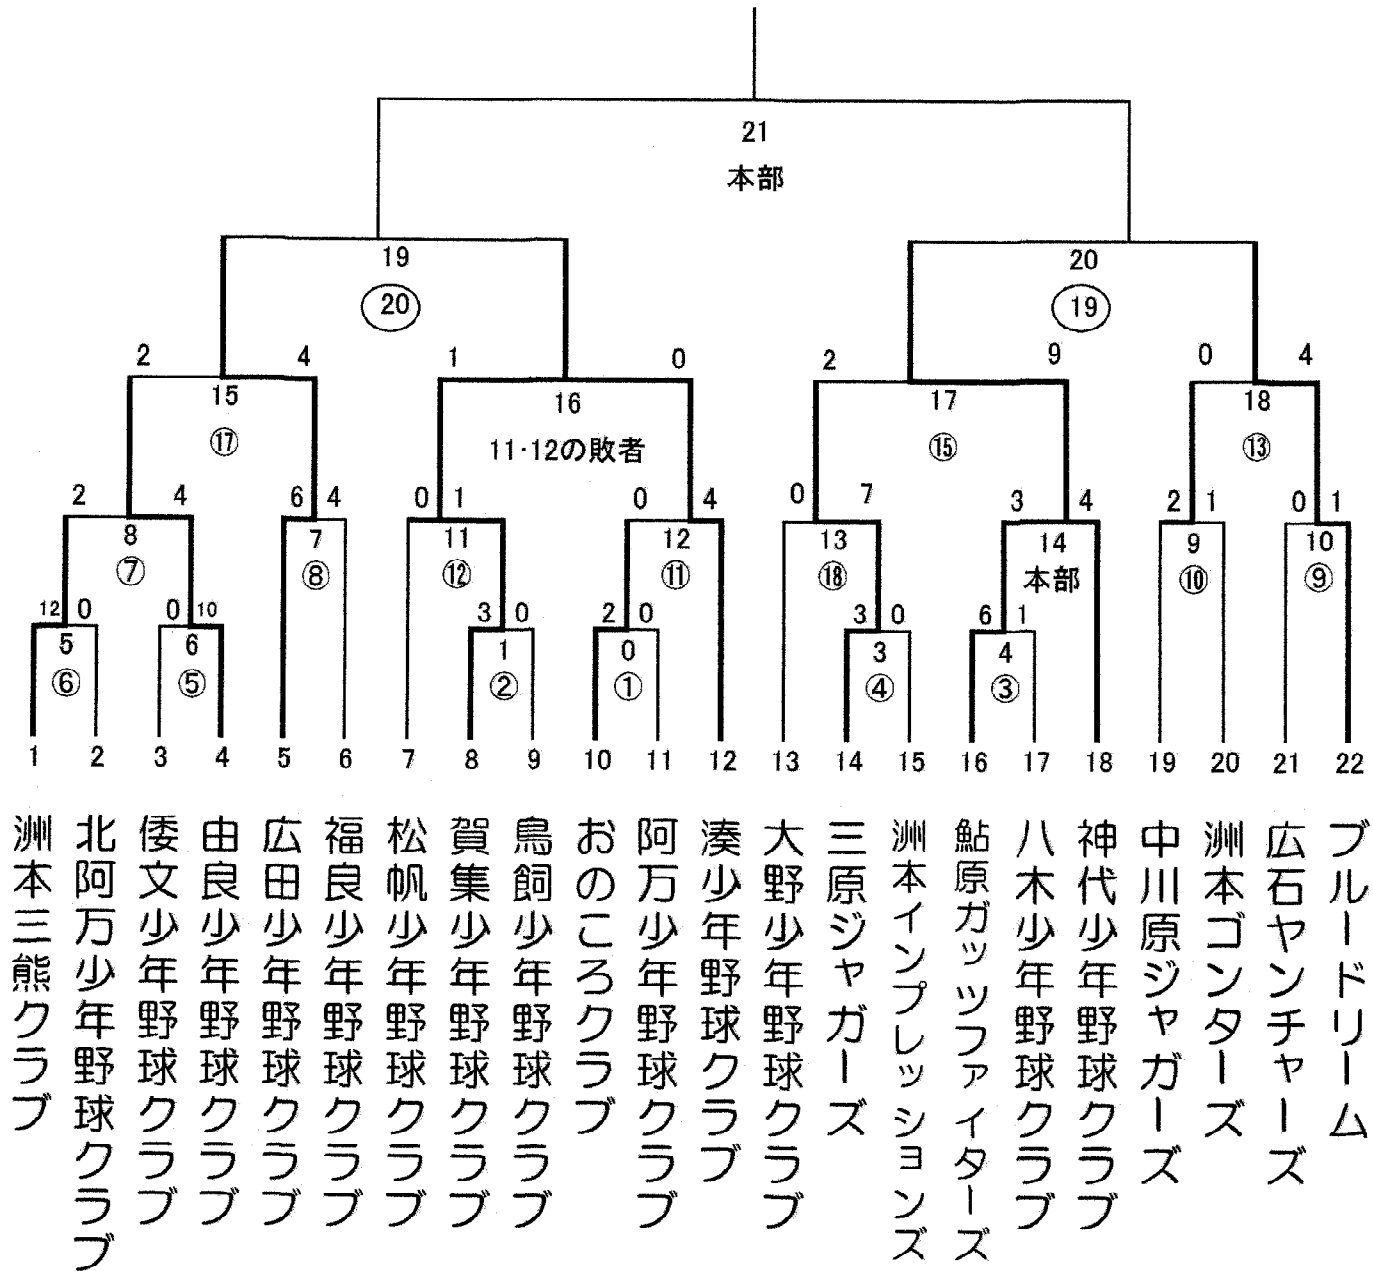 21
本部
19
20
20
19
2 4 1 0 2 9 0 4
15
16
17
18
⑰
11·12の敗者
⑮
⑬
2 4 6 4 0 1 0 4 0 7 3 4 2 1 0 1
8
7
11
12
13
14
9
10
⑦
⑧
⑫
⑪
⑱
本部
⑩
⑨
12 0 0 10 3 0 2 0 3 0 6 1
5
6
1
0
3
4
⑥
⑤
②
①
④
③
1 2 3 4 5 6 7 8 9 10 11 12 13 14 15 16 17 18 19 20 21 22
洲本三熊クラブ
北阿万少年野球クラブ
倭文少年野球クラブ
由良少年野球クラブ
広田少年野球クラブ
福良少年野球クラブ
松帆少年野球クラブ
賀集少年野球クラブ
鳥飼少年野球クラブ
おのころクラブ
阿万少年野球クラブ
湊少年野球クラブ
大野少年野球クラブ
三原ジャガーズ
洲本インプレッションズ
鮎原ガッツファイターズ
八木少年野球クラブ
神代少年野球クラブ
中川原ジャガーズ
洲本ゴンターズ
広石ヤンチャーズ
ブルードリーム